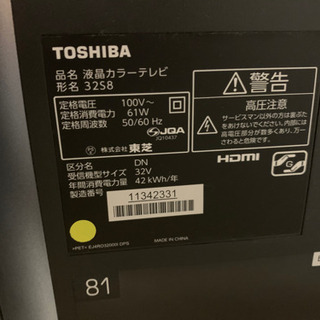 TOSHIBA
品名 液晶カラーテレビ
形名 32S8
定格電圧 100V～
定格消費電力 61W
定格周波数 50/60 Hz
JQA
株式会社 東芝
区分名 DN
受信機型サイズ 32V
年間消費電力量 42 kWh/年
製造番号 11342331
MADE IN CHINA
警告
高圧注意
サービスマン以外の方は裏ぶた
をあけないでください。内部には高
電圧部分が数多くあり、万一さわる
と危険です。
HDMI
G
81